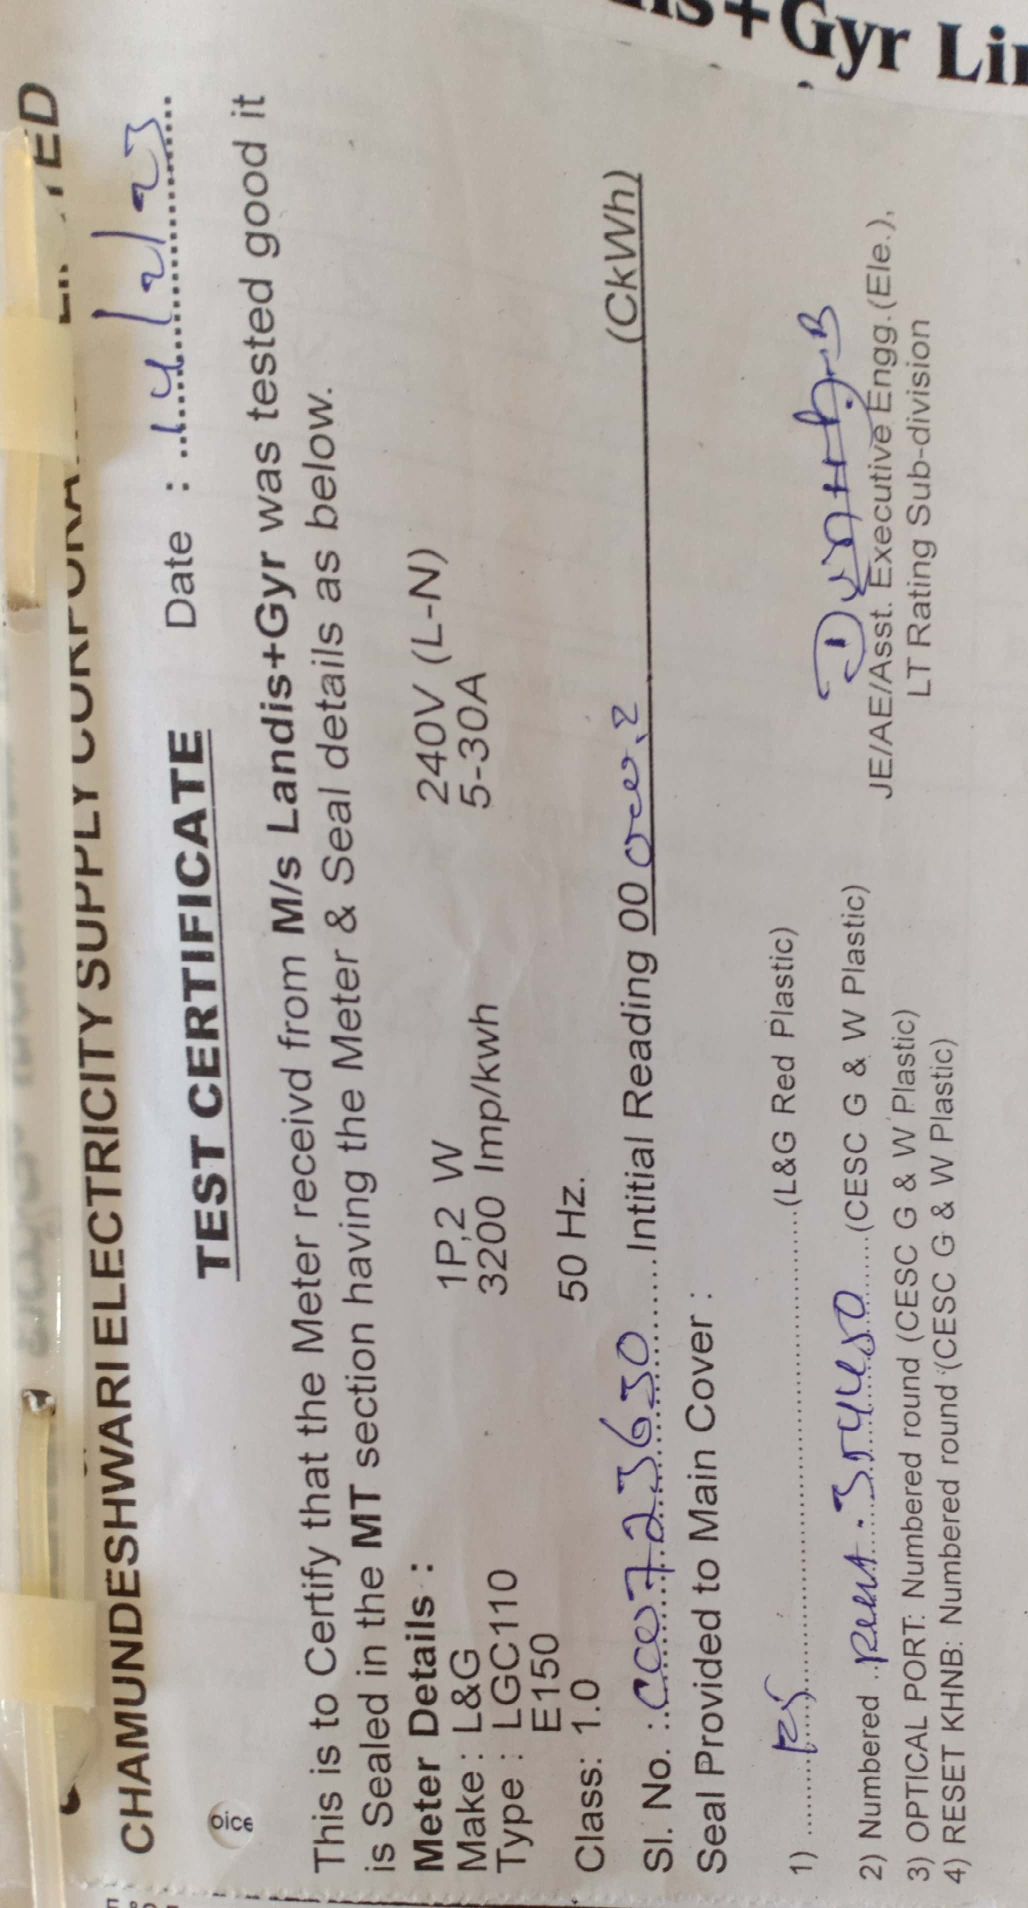 s+Gyr Li
CHAMUNDESHWARI ELECTRICITY SUPPLY
TEST CERTIFICATE
Date : 14/2/23
This is to Certify that the Meter receivd from M/s Landis+Gyr was tested good it
is Sealed in the MT section having the Meter & Seal details as below.
Meter Details :
Make : L&G 1P,2 W 240V (L-N)
Type : LGC110 3200 Imp/kwh 5-30A
E150
Class: 1.0 50 Hz.
Sl. No. : Intitial Reading 00 (CkWh)
Seal Provided to Main Cover :
1) (L&G Red Plastic)
2) Numbered (CESC G & W Plastic)
3) OPTICAL PORT: Numbered round (CESC G & W Plastic)
4) RESET KHNB: Numbered round (CESC G & W Plastic)
JE/AE/Asst. Executive Engg.(Ele.),
LT Rating Sub-division
oice